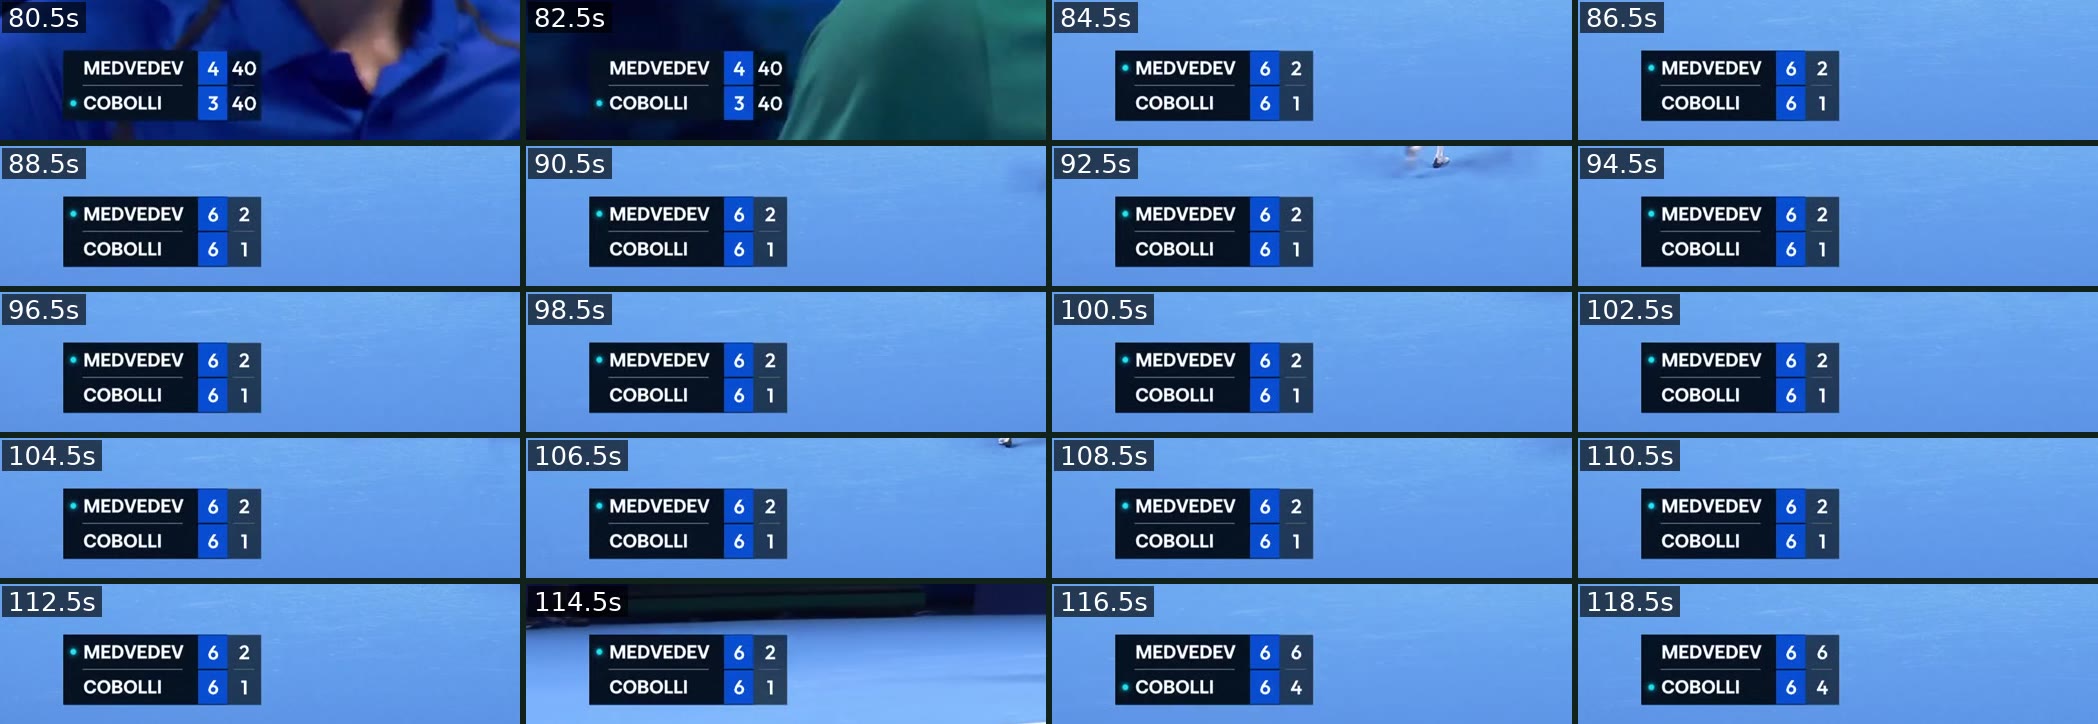 80.5s
MEDVEDEV 4 40
COBOLLI 3 40
82.5s
MEDVEDEV 4 40
COBOLLI 3 40
84.5s
MEDVEDEV 6 2
COBOLLI 6 1
86.5s
MEDVEDEV 6 2
COBOLLI 6 1
88.5s
MEDVEDEV 6 2
COBOLLI 6 1
90.5s
MEDVEDEV 6 2
COBOLLI 6 1
92.5s
MEDVEDEV 6 2
COBOLLI 6 1
94.5s
MEDVEDEV 6 2
COBOLLI 6 1
96.5s
MEDVEDEV 6 2
COBOLLI 6 1
98.5s
MEDVEDEV 6 2
COBOLLI 6 1
100.5s
MEDVEDEV 6 2
COBOLLI 6 1
102.5s
MEDVEDEV 6 2
COBOLLI 6 1
104.5s
MEDVEDEV 6 2
COBOLLI 6 1
106.5s
MEDVEDEV 6 2
COBOLLI 6 1
108.5s
MEDVEDEV 6 2
COBOLLI 6 1
110.5s
MEDVEDEV 6 2
COBOLLI 6 1
112.5s
MEDVEDEV 6 2
COBOLLI 6 1
114.5s
MEDVEDEV 6 2
COBOLLI 6 1
116.5s
MEDVEDEV 6 6
COBOLLI 6 4
118.5s
MEDVEDEV 6 6
COBOLLI 6 4